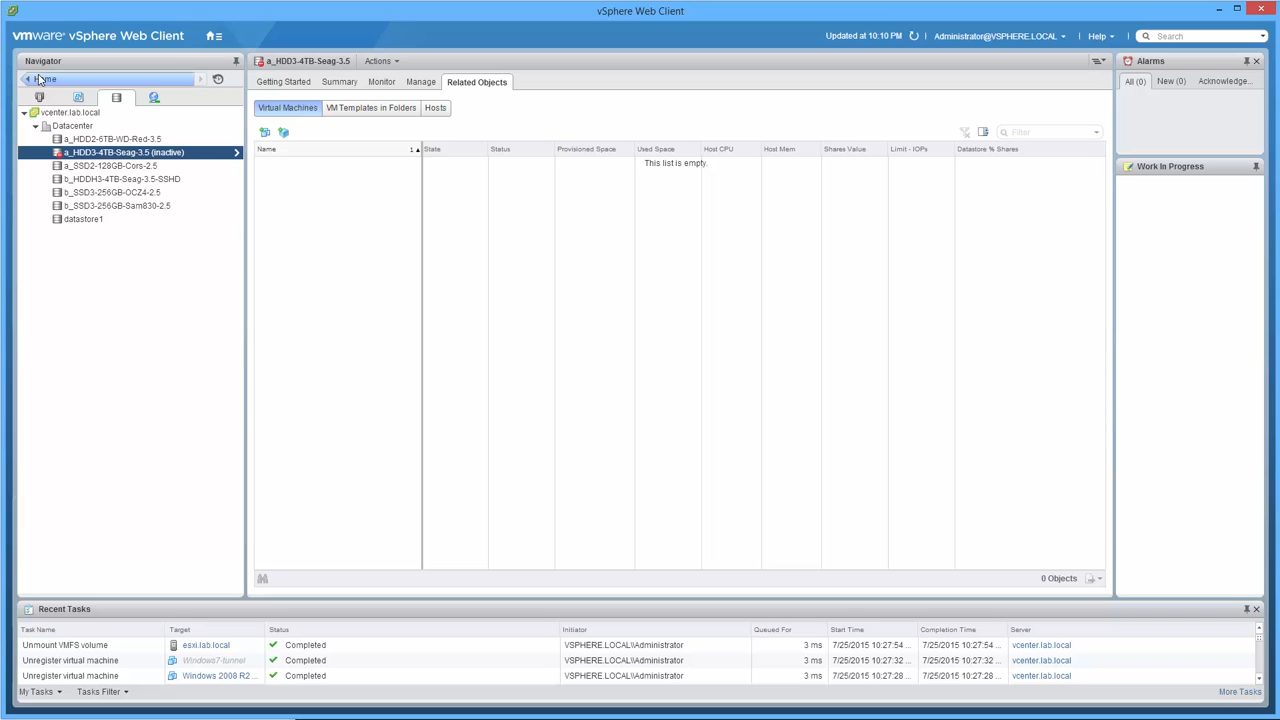 vSphere Web Client
vmware® vSphere Web Client
Updated at 10:10 PM
Administrator@VSPHERE.LOCAL
Help
Search
Navigator
Home
vcenter.lab.local
Datacenter
a_HDD2-6TB-WD-Red-3.5
a_HDD3-4TB-Seag-3.5 (inactive)
a_SSD2-128GB-Cors-2.5
b_HDDH3-4TB-Seag-3.5-SSHD
b_SSD3-256GB-OCZ4-2.5
b_SSD3-256GB-Sam830-2.5
datastore1
a_HDD3-4TB-Seag-3.5 Actions
Getting Started Summary Monitor Manage Related Objects
Virtual Machines VM Templates in Folders Hosts
Filter
Name 1 State Status Provisioned Space Used Space Host CPU Host Mem Shares Value Limit - IOPs Datastore % Shares
This list is empty.
0 Objects
Alarms
All (0) New (0) Acknowledge...
Work In Progress
Recent Tasks
Task Name Target Status Initiator Queued For Start Time Completion Time Server
Unmount VMFS volume esxi.lab.local Completed VSPHERE.LOCAL\Administrator 3 ms 7/25/2015 10:27:54 ... 7/25/2015 10:27:54 ... vcenter.lab.local
Unregister virtual machine Windows7-tunnel Completed VSPHERE.LOCAL\Administrator 3 ms 7/25/2015 10:27:32 ... 7/25/2015 10:27:32 ... vcenter.lab.local
Unregister virtual machine Windows 2008 R2 ... Completed VSPHERE.LOCAL\Administrator 3 ms 7/25/2015 10:27:28 ... 7/25/2015 10:27:28 ... vcenter.lab.local
My Tasks Tasks Filter More Tasks